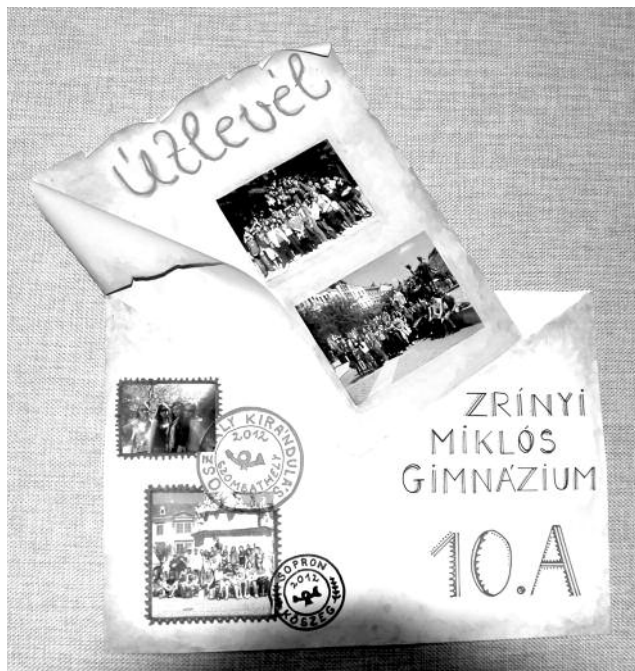 útlevél
ZRÍNYI
MIKLÓS
GIMNÁZIUM
10.A
KIRÁNDULÁS
2012
SZOMBATHELY
SOPRON
2012
KŐSZEG